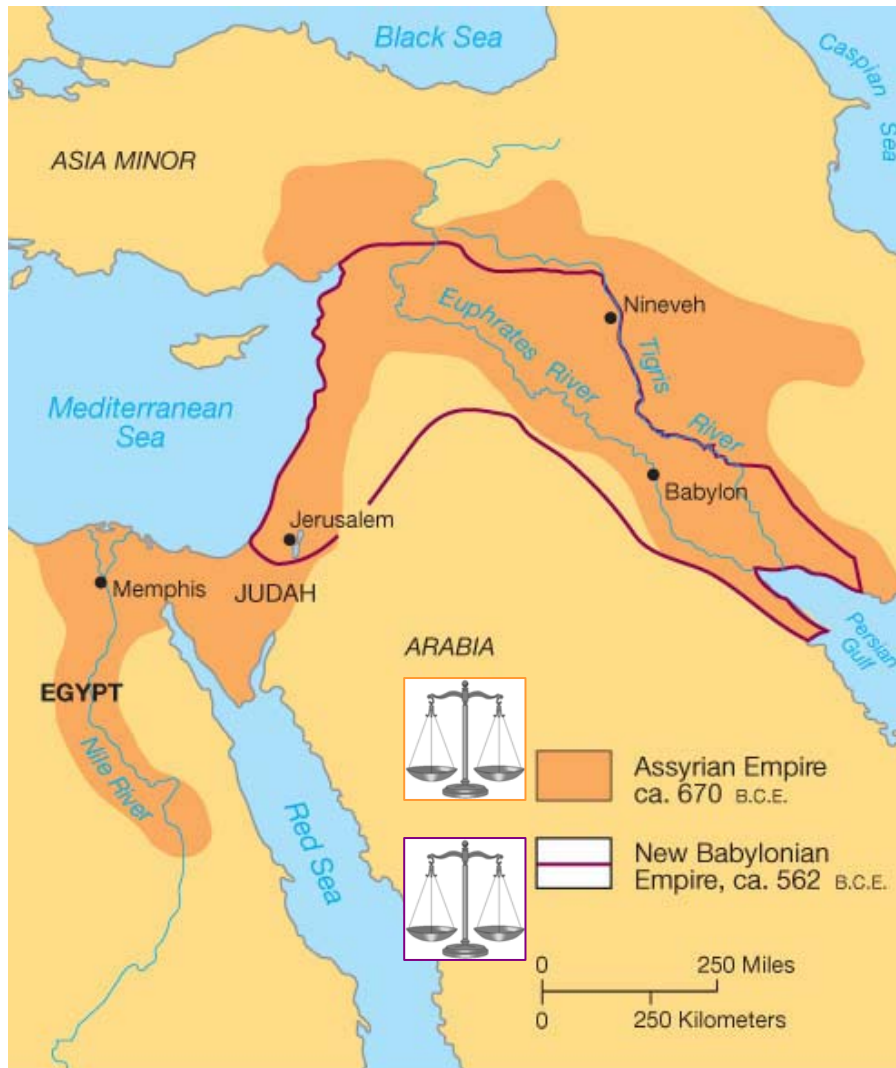 Black Sea
Caspian
Sea
ASIA MINOR
Nineveh
Euphrates
River
Tigris
River
Mediterranean
Sea
Babylon
Jerusalem
Memphis
JUDAH
Persian
Gulf
ARABIA
EGYPT
Nile River
Red Sea
Assyrian Empire
ca. 670 B.C.E.
New Babylonian
Empire, ca. 562 B.C.E.
0 250 Miles
0 250 Kilometers